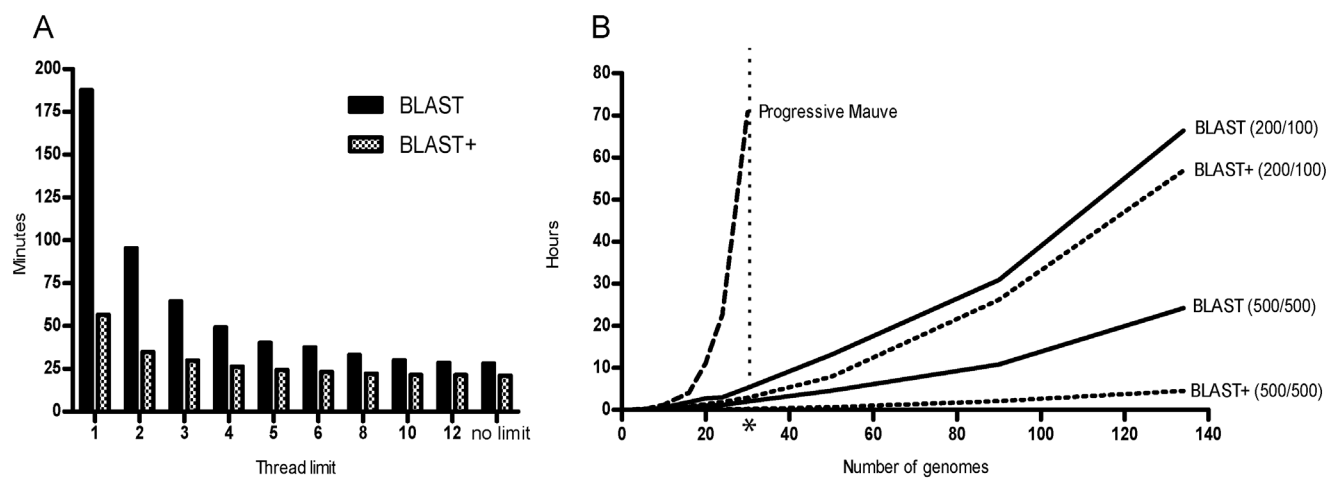 A
200
175
150
125
100
75
50
25
0
Minutes
BLAST
BLAST+
1 2 3 4 5 6 8 10 12 no limit
Thread limit
B
80
70
60
50
40
30
20
10
0
Hours
Progressive Mauve
BLAST (200/100)
BLAST+ (200/100)
BLAST (500/500)
BLAST+ (500/500)
0 20 * 40 60 80 100 120 140
Number of genomes